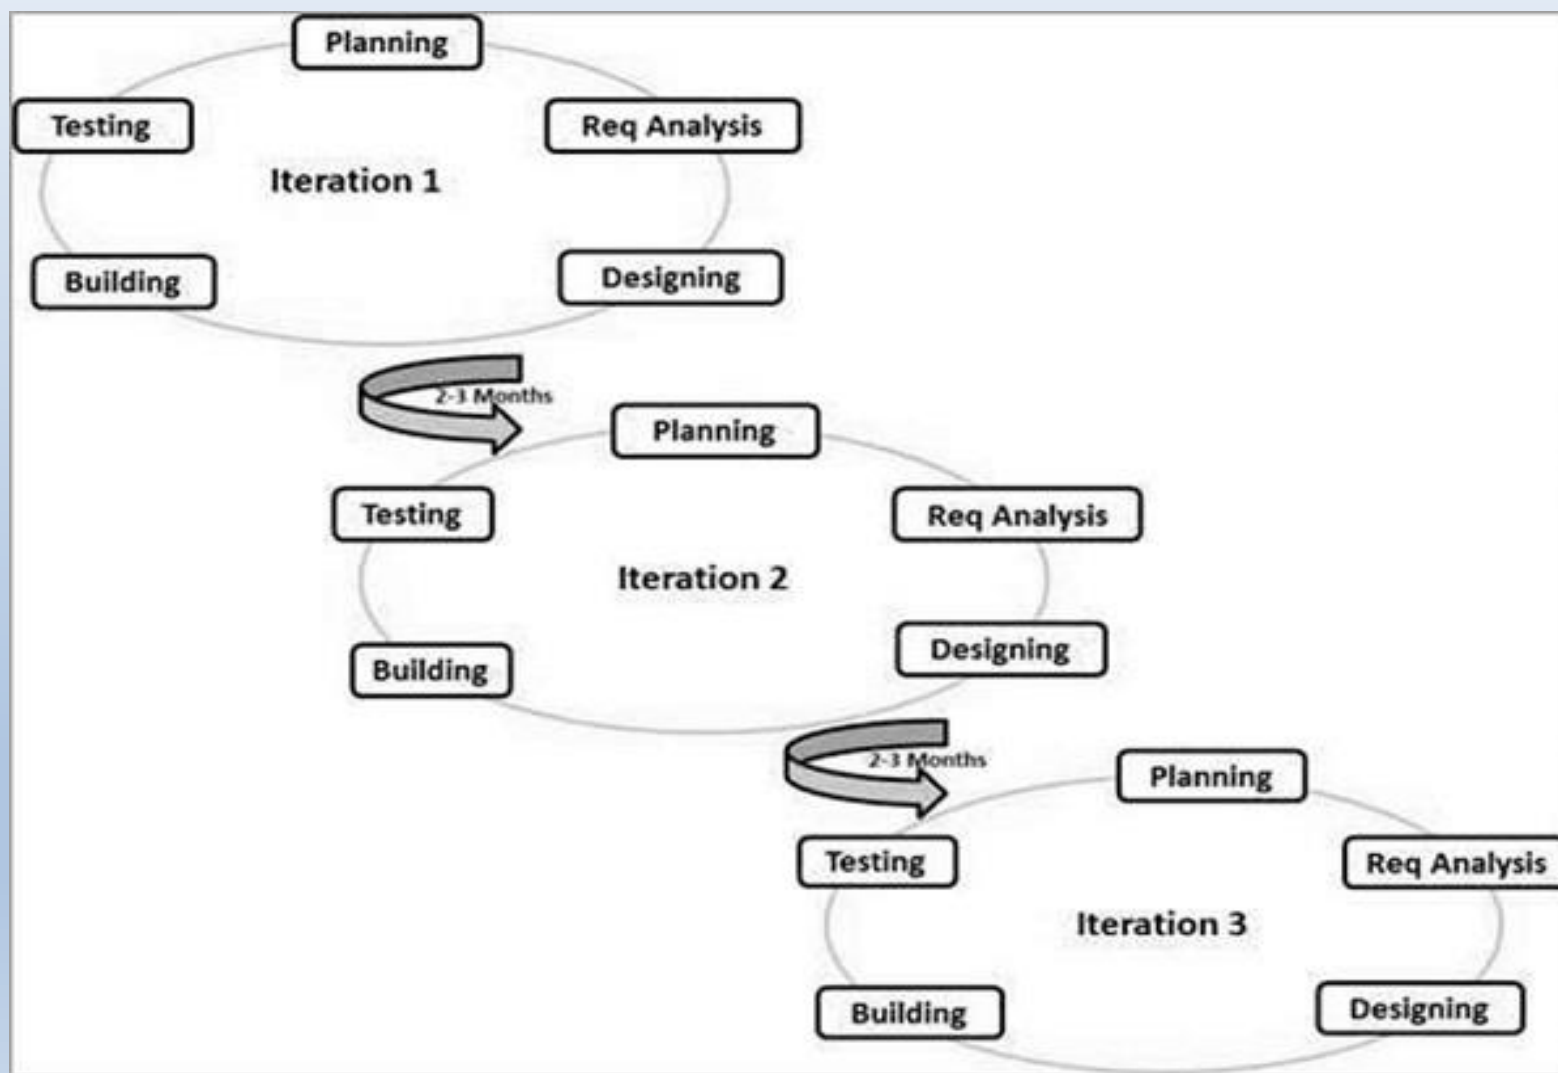 Planning
Testing
Req Analysis
Iteration 1
Building
Designing
2-3 Months
Planning
Testing
Req Analysis
Iteration 2
Building
Designing
2-3 Months
Planning
Testing
Req Analysis
Iteration 3
Building
Designing